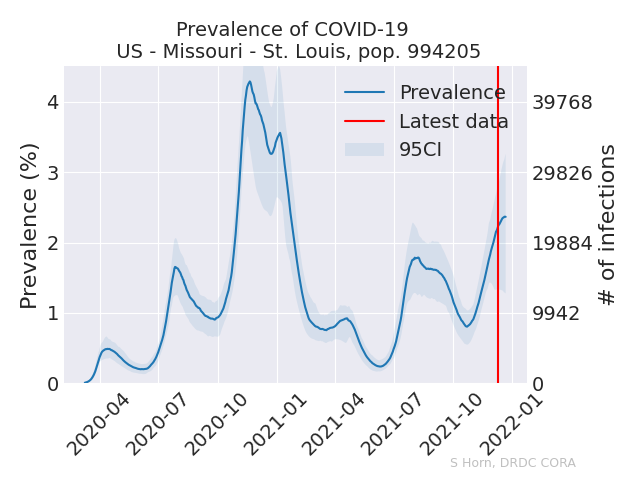 Prevalence of COVID-19
US - Missouri - St. Louis, pop. 994205
Prevalence
Latest data
95CI
Prevalence (%)
4
3
2
1
0
39768
29826
19884
9942
0
# of infections
2020-04
2020-07
2020-10
2021-01
2021-04
2021-07
2021-10
2022-01
S Horn, DRDC CORA